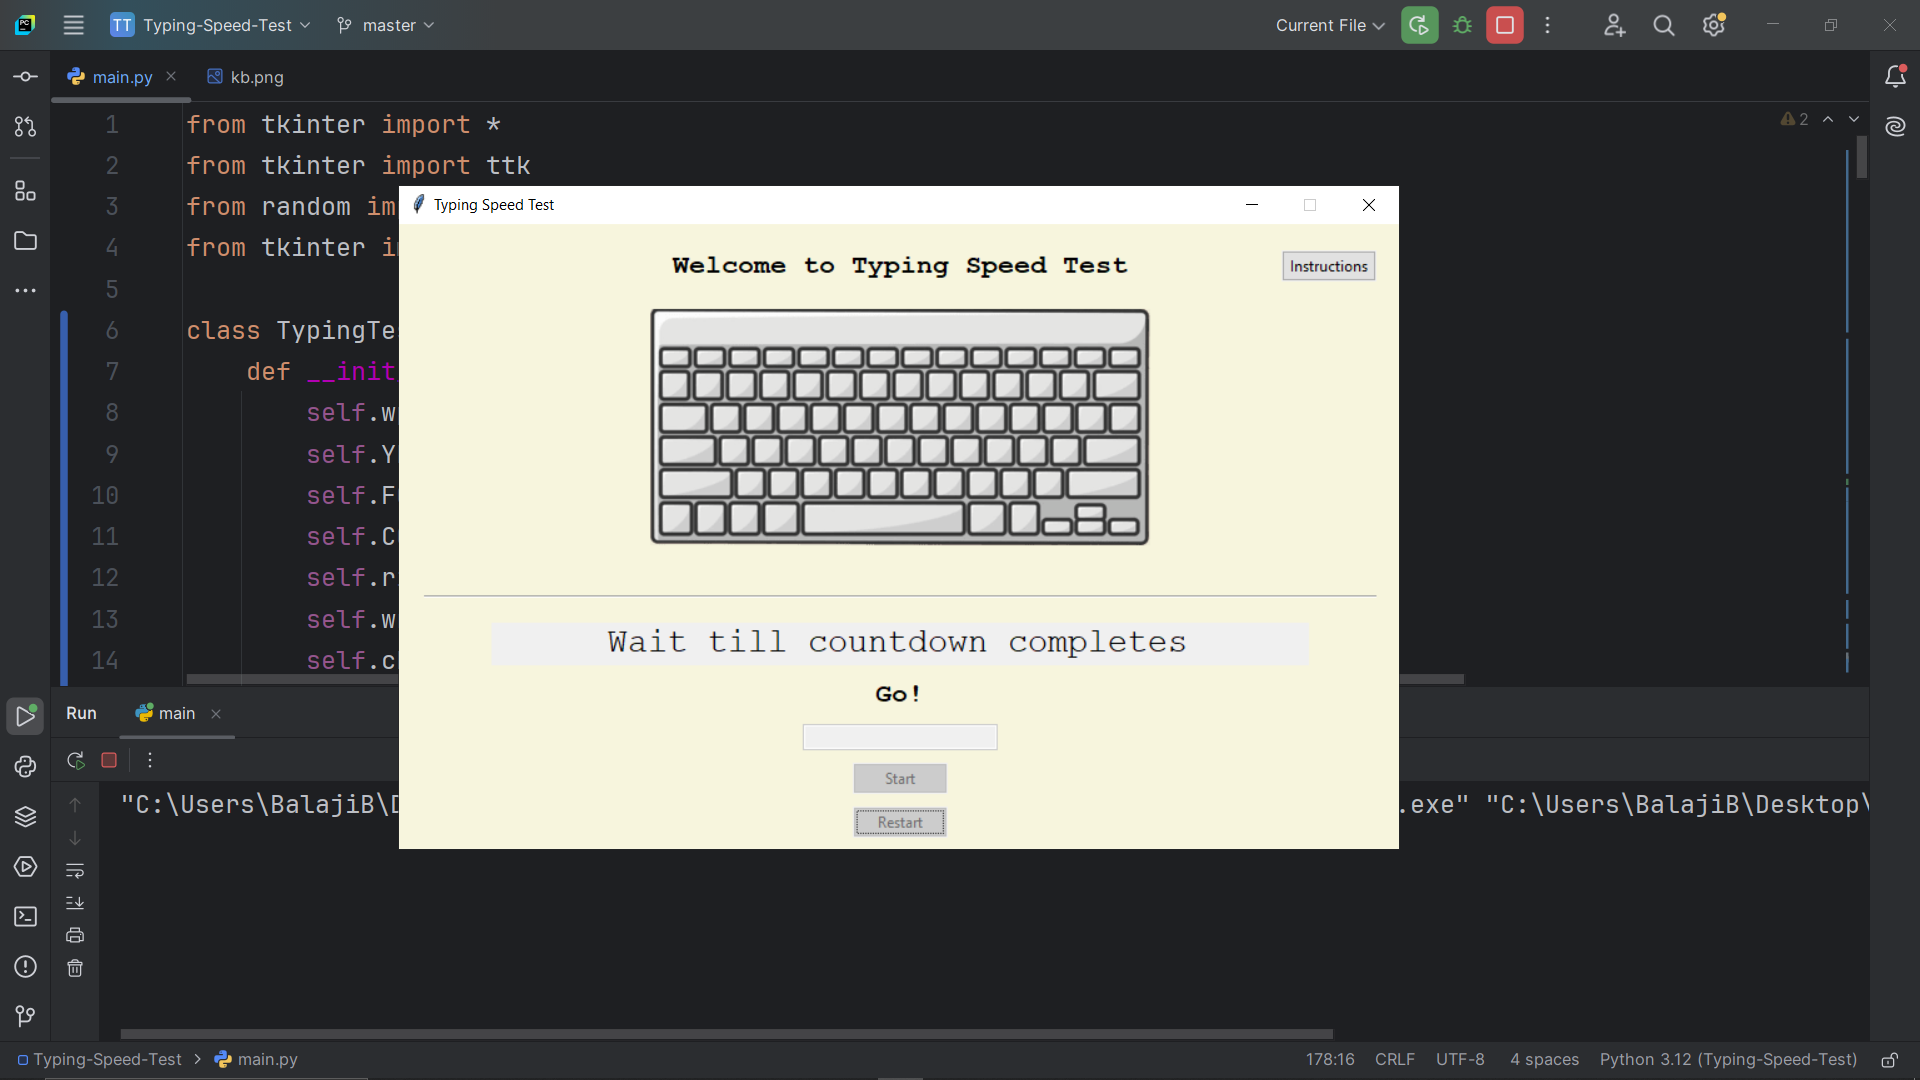 TT Typing-Speed-Test master Current File
main.py kb.png
1 from tkinter import *
2 from tkinter import ttk
3 from random im
4 from tkinter i
5
6 class TypingTe
7 def __init
8 self.w
9 self.Y
10 self.F
11 self.C
12 self.r
13 self.w
14 self.c
2
Typing Speed Test
Welcome to Typing Speed Test
Instructions
Wait till countdown completes
Go!
Start
Restart
Run main
"C:\Users\BalajiB\D .exe" "C:\Users\BalajiB\Desktop\
Typing-Speed-Test > main.py 178:16 CRLF UTF-8 4 spaces Python 3.12 (Typing-Speed-Test)